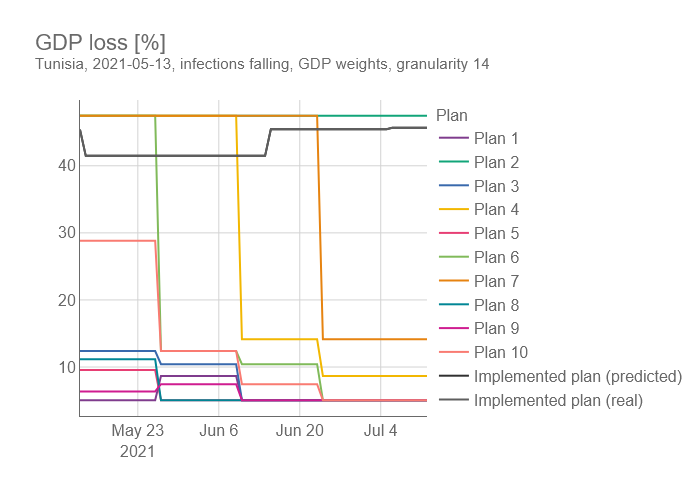 GDP loss [%]
Tunisia, 2021-05-13, infections falling, GDP weights, granularity 14
Plan
Plan 1
Plan 2
Plan 3
Plan 4
Plan 5
Plan 6
Plan 7
Plan 8
Plan 9
Plan 10
Implemented plan (predicted)
Implemented plan (real)
40
30
20
10
May 23 Jun 6 Jun 20 Jul 4
2021